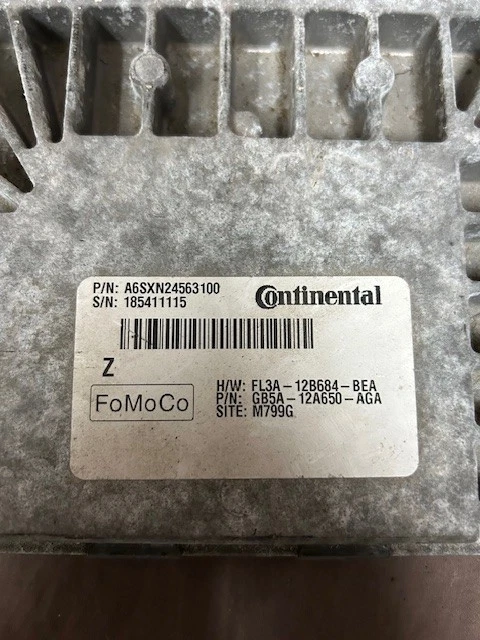 P/N: A6SXN24563100
S/N: 185411115
Continental
Z
FoMoCo
H/W: FL3A-12B684-BEA
P/N: GB5A-12A650-AGA
SITE: M799G